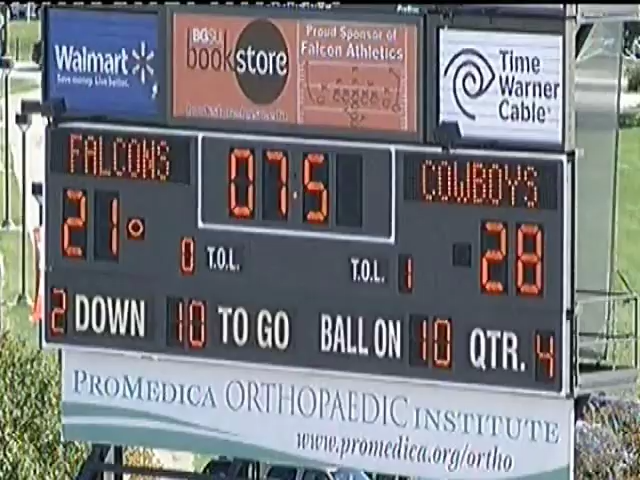 Walmart
Save money. Live better.
BGSU
bookstore
Proud Sponsor of
Falcon Athletics
Time
Warner
Cable
FALCONS
07:5
COWBOYS
21
28
0 T.O.L.
T.O.L. 1
2 DOWN 10 TO GO BALL ON 10 QTR. 4
PROMEDICA ORTHOPAEDIC INSTITUTE
www.promedica.org/ortho